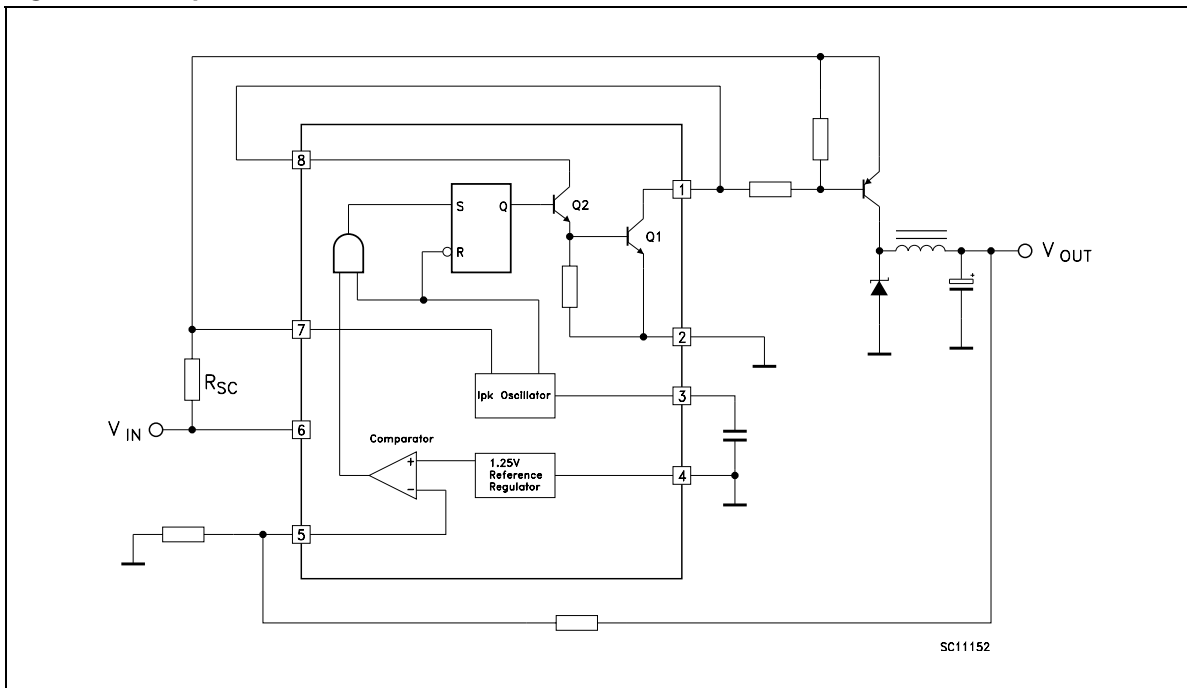 8
1
S
Q
Q2
Q1
R
7
2
RSC
Ipk Oscillator
3
VIN
6
Comparator
+
-
1.25V
Reference
Regulator
4
5
VOUT
+
SC11152